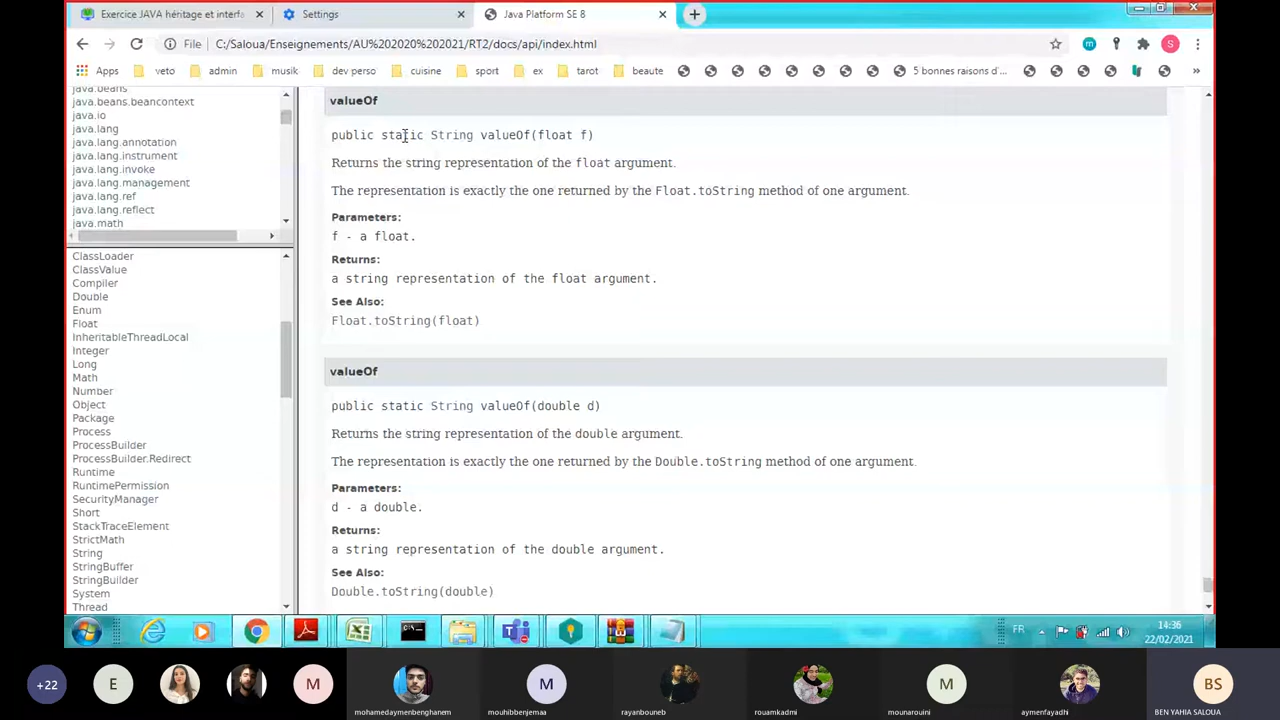 Exercice JAVA héritage et interfa
Settings
Java Platform SE 8
File
C:/Saloua/Enseignements/AU%202020%202021/RT2/docs/api/index.html
S
Apps
veto
admin
musik
dev perso
cuisine
sport
ex
tarot
beaute
5 bonnes raisons d'...
»
java.beans
java.beans.beancontext
java.io
java.lang
java.lang.annotation
java.lang.instrument
java.lang.invoke
java.lang.management
java.lang.ref
java.lang.reflect
java.math
ClassLoader
ClassValue
Compiler
Double
Enum
Float
InheritableThreadLocal
Integer
Long
Math
Number
Object
Package
Process
ProcessBuilder
ProcessBuilder.Redirect
Runtime
RuntimePermission
SecurityManager
Short
StackTraceElement
StrictMath
String
StringBuffer
StringBuilder
System
Thread
valueOf
public static String valueOf(float f)
Returns the string representation of the float argument.
The representation is exactly the one returned by the Float.toString method of one argument.
Parameters:
f - a float.
Returns:
a string representation of the float argument.
See Also:
Float.toString(float)
valueOf
public static String valueOf(double d)
Returns the string representation of the double argument.
The representation is exactly the one returned by the Double.toString method of one argument.
Parameters:
d - a double.
Returns:
a string representation of the double argument.
See Also:
Double.toString(double)
FR
14:36
22/02/2021
+22
E
M
mohamedaymenbenghanem
M
mouhibbenjemaa
rayanbouneb
rouamkadmi
M
mounarouini
aymenfayadhi
BS
BEN YAHIA SALOUA